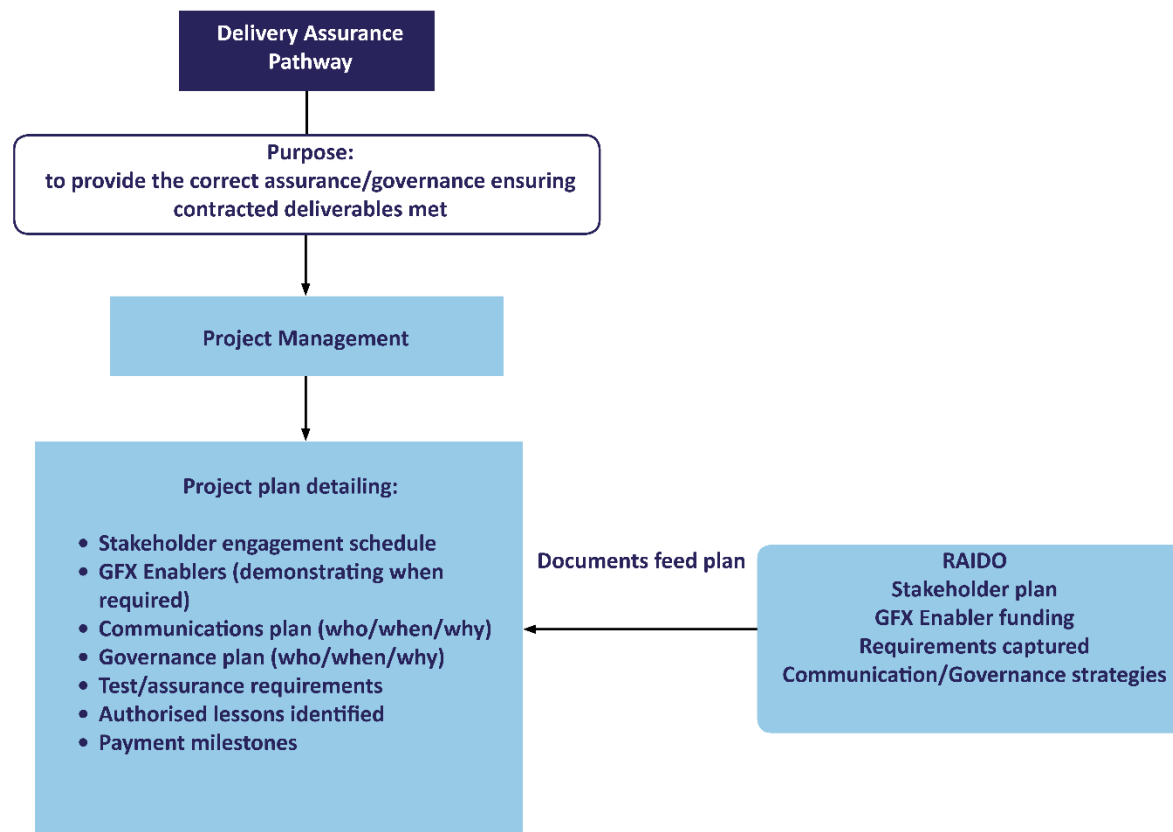 Delivery Assurance
Pathway
Purpose:
to provide the correct assurance/governance ensuring
contracted deliverables met
Project Management
Project plan detailing:
• Stakeholder engagement schedule
• GFX Enablers (demonstrating when
required)
• Communications plan (who/when/why)
• Governance plan (who/when/why)
• Test/assurance requirements
• Authorised lessons identified
• Payment milestones
Documents feed plan
RAIDO
Stakeholder plan
GFX Enabler funding
Requirements captured
Communication/Governance strategies